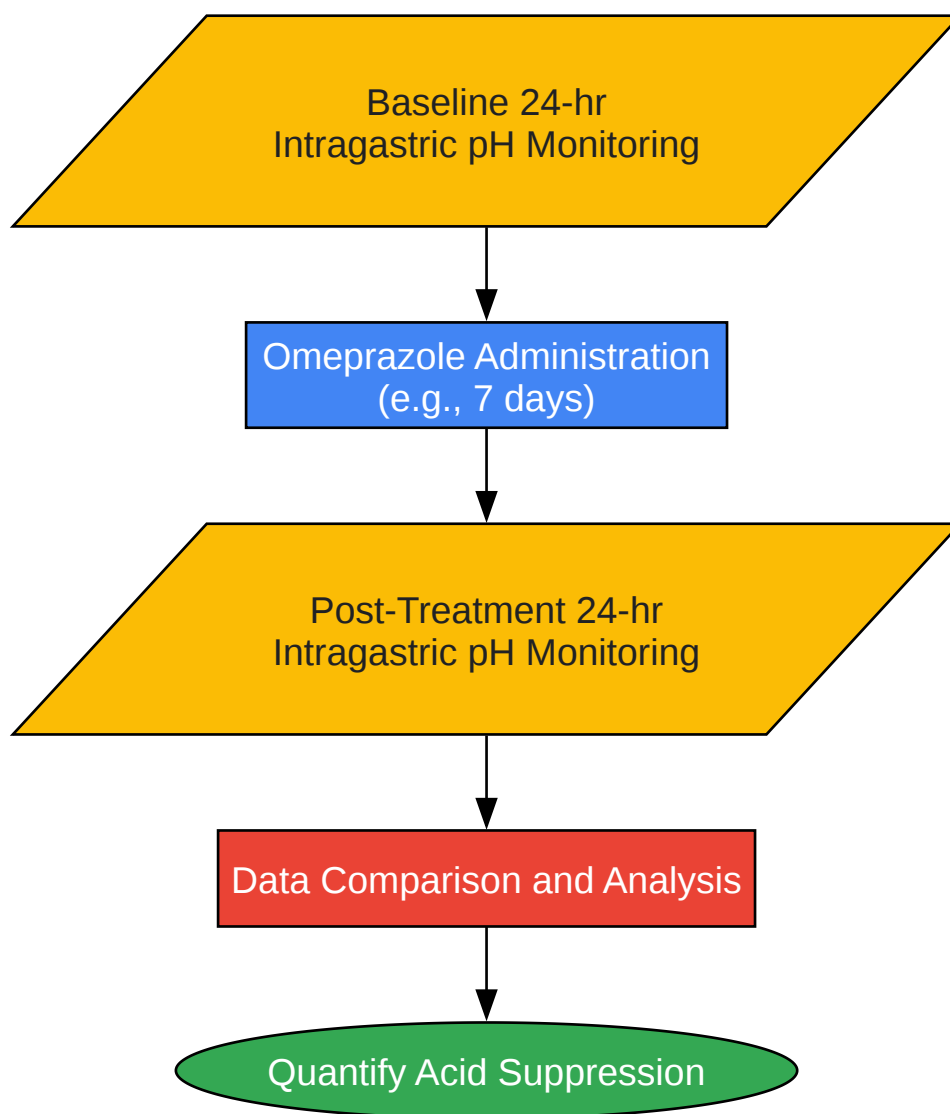 Baseline 24-hr
Intragastric pH Monitoring
Omeprazole Administration
(e.g., 7 days)
Post-Treatment 24-hr
Intragastric pH Monitoring
Data Comparison and Analysis
Quantify Acid Suppression